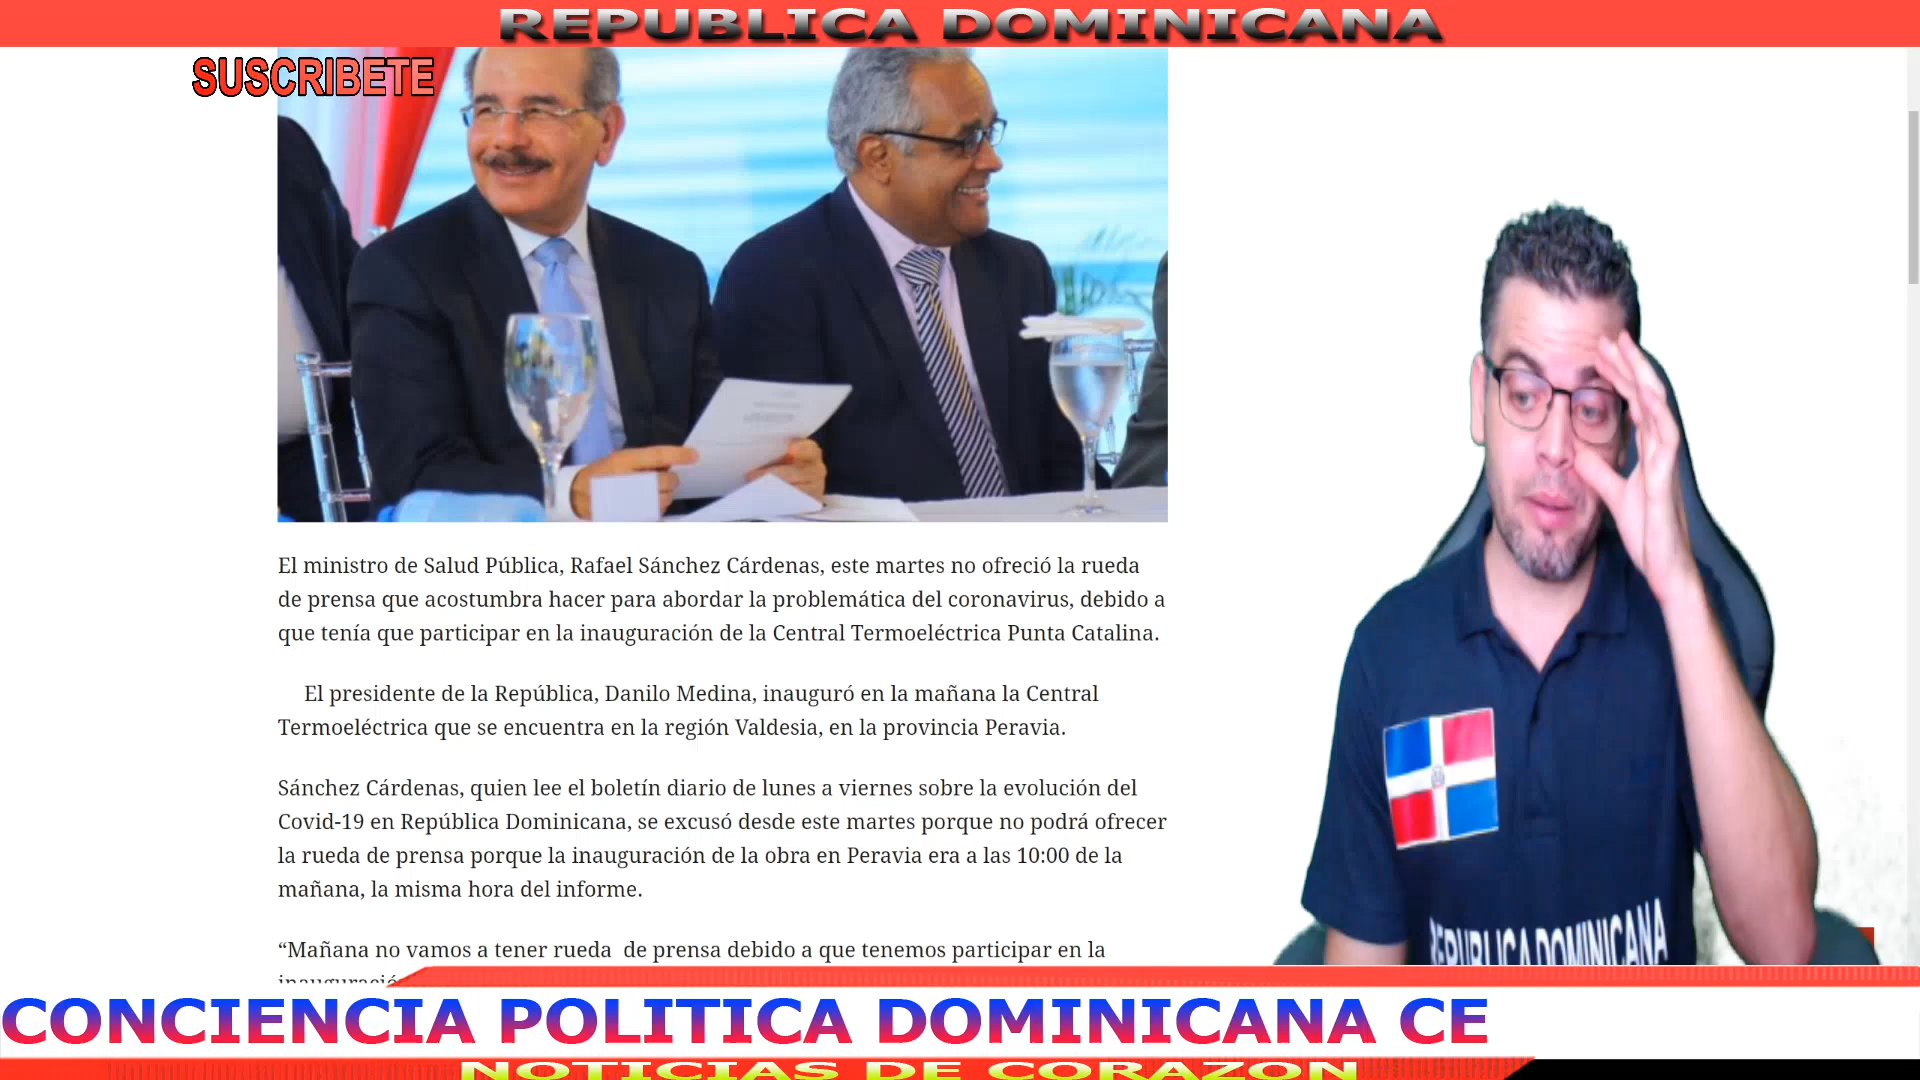 REPUBLICA DOMINICANA
SUSCRIBETE
El ministro de Salud Pública, Rafael Sánchez Cárdenas, este martes no ofreció la rueda
de prensa que acostumbra hacer para abordar la problemática del coronavirus, debido a
que tenía que participar en la inauguración de la Central Termoeléctrica Punta Catalina.
El presidente de la República, Danilo Medina, inauguró en la mañana la Central
Termoeléctrica que se encuentra en la región Valdesia, en la provincia Peravia.
Sánchez Cárdenas, quien lee el boletín diario de lunes a viernes sobre la evolución del
Covid-19 en República Dominicana, se excusó desde este martes porque no podrá ofrecer
la rueda de prensa porque la inauguración de la obra en Peravia era a las 10:00 de la
mañana, la misma hora del informe.
“Mañana no vamos a tener rueda  de prensa debido a que tenemos participar en la
REPUBLICA DOMINICANA
CONCIENCIA POLITICA DOMINICANA CE
NOTICIAS DE CORAZON